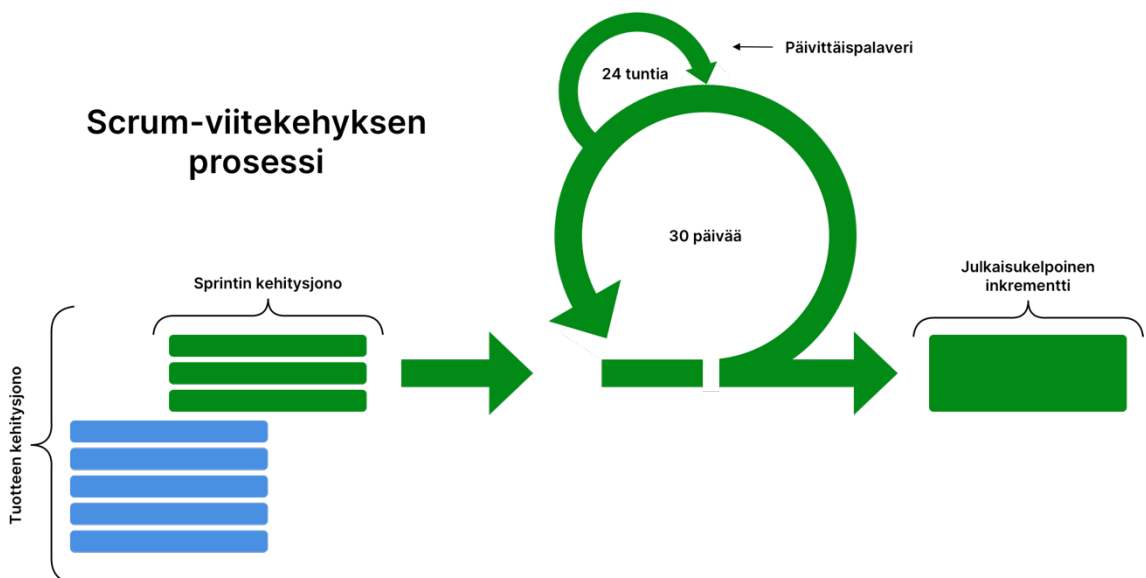 Scrum-viitekehyksen
prosessi
Päivittäispalaveri
24 tuntia
30 päivää
Sprintin kehitysjono
Julkaisukelpoinen
inkrementti
Tuotteen kehitysjono